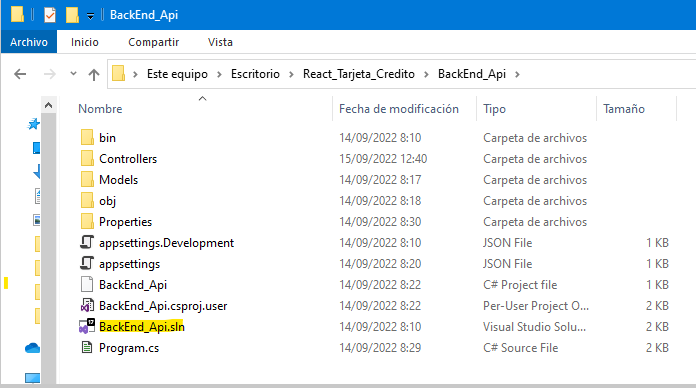 BackEnd_Api
Archivo Inicio Compartir Vista
Este equipo Escritorio React_Tarjeta_Credito BackEnd_Api
Nombre Fecha de modificación Tipo Tamaño
bin 14/09/2022 8:10 Carpeta de archivos
Controllers 15/09/2022 12:40 Carpeta de archivos
Models 14/09/2022 8:17 Carpeta de archivos
obj 14/09/2022 8:18 Carpeta de archivos
Properties 14/09/2022 8:30 Carpeta de archivos
appsettings.Development 14/09/2022 8:10 JSON File 1 KB
appsettings 14/09/2022 8:20 JSON File 1 KB
BackEnd_Api 14/09/2022 8:22 C# Project file 1 KB
BackEnd_Api.csproj.user 14/09/2022 8:22 Per-User Project O... 2 KB
BackEnd_Api.sln 14/09/2022 8:10 Visual Studio Solu... 2 KB
Program.cs 14/09/2022 8:29 C# Source File 2 KB